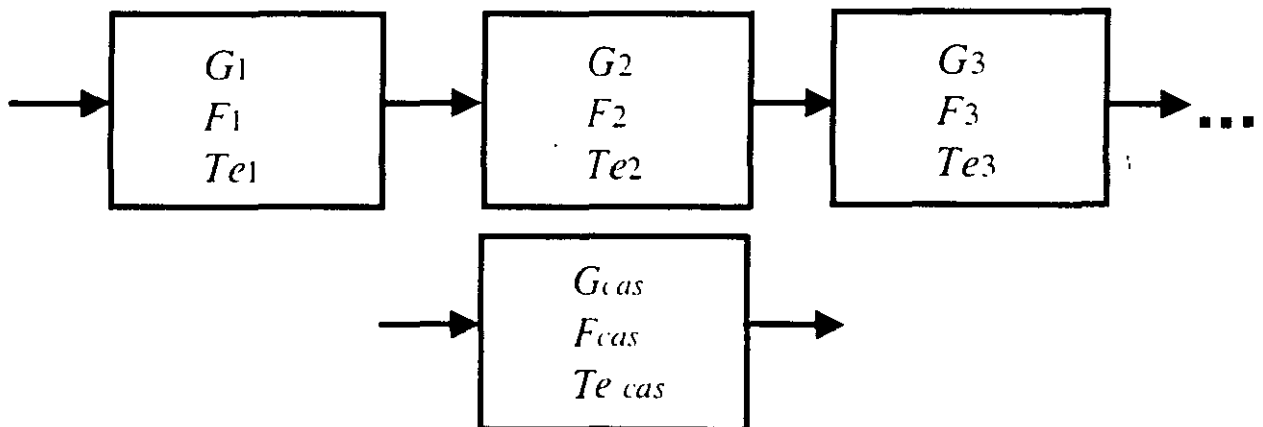 G1
F1
Te1
G2
F2
Te2
G3
F3
Te3
...
Gcas
Fcas
Te cas